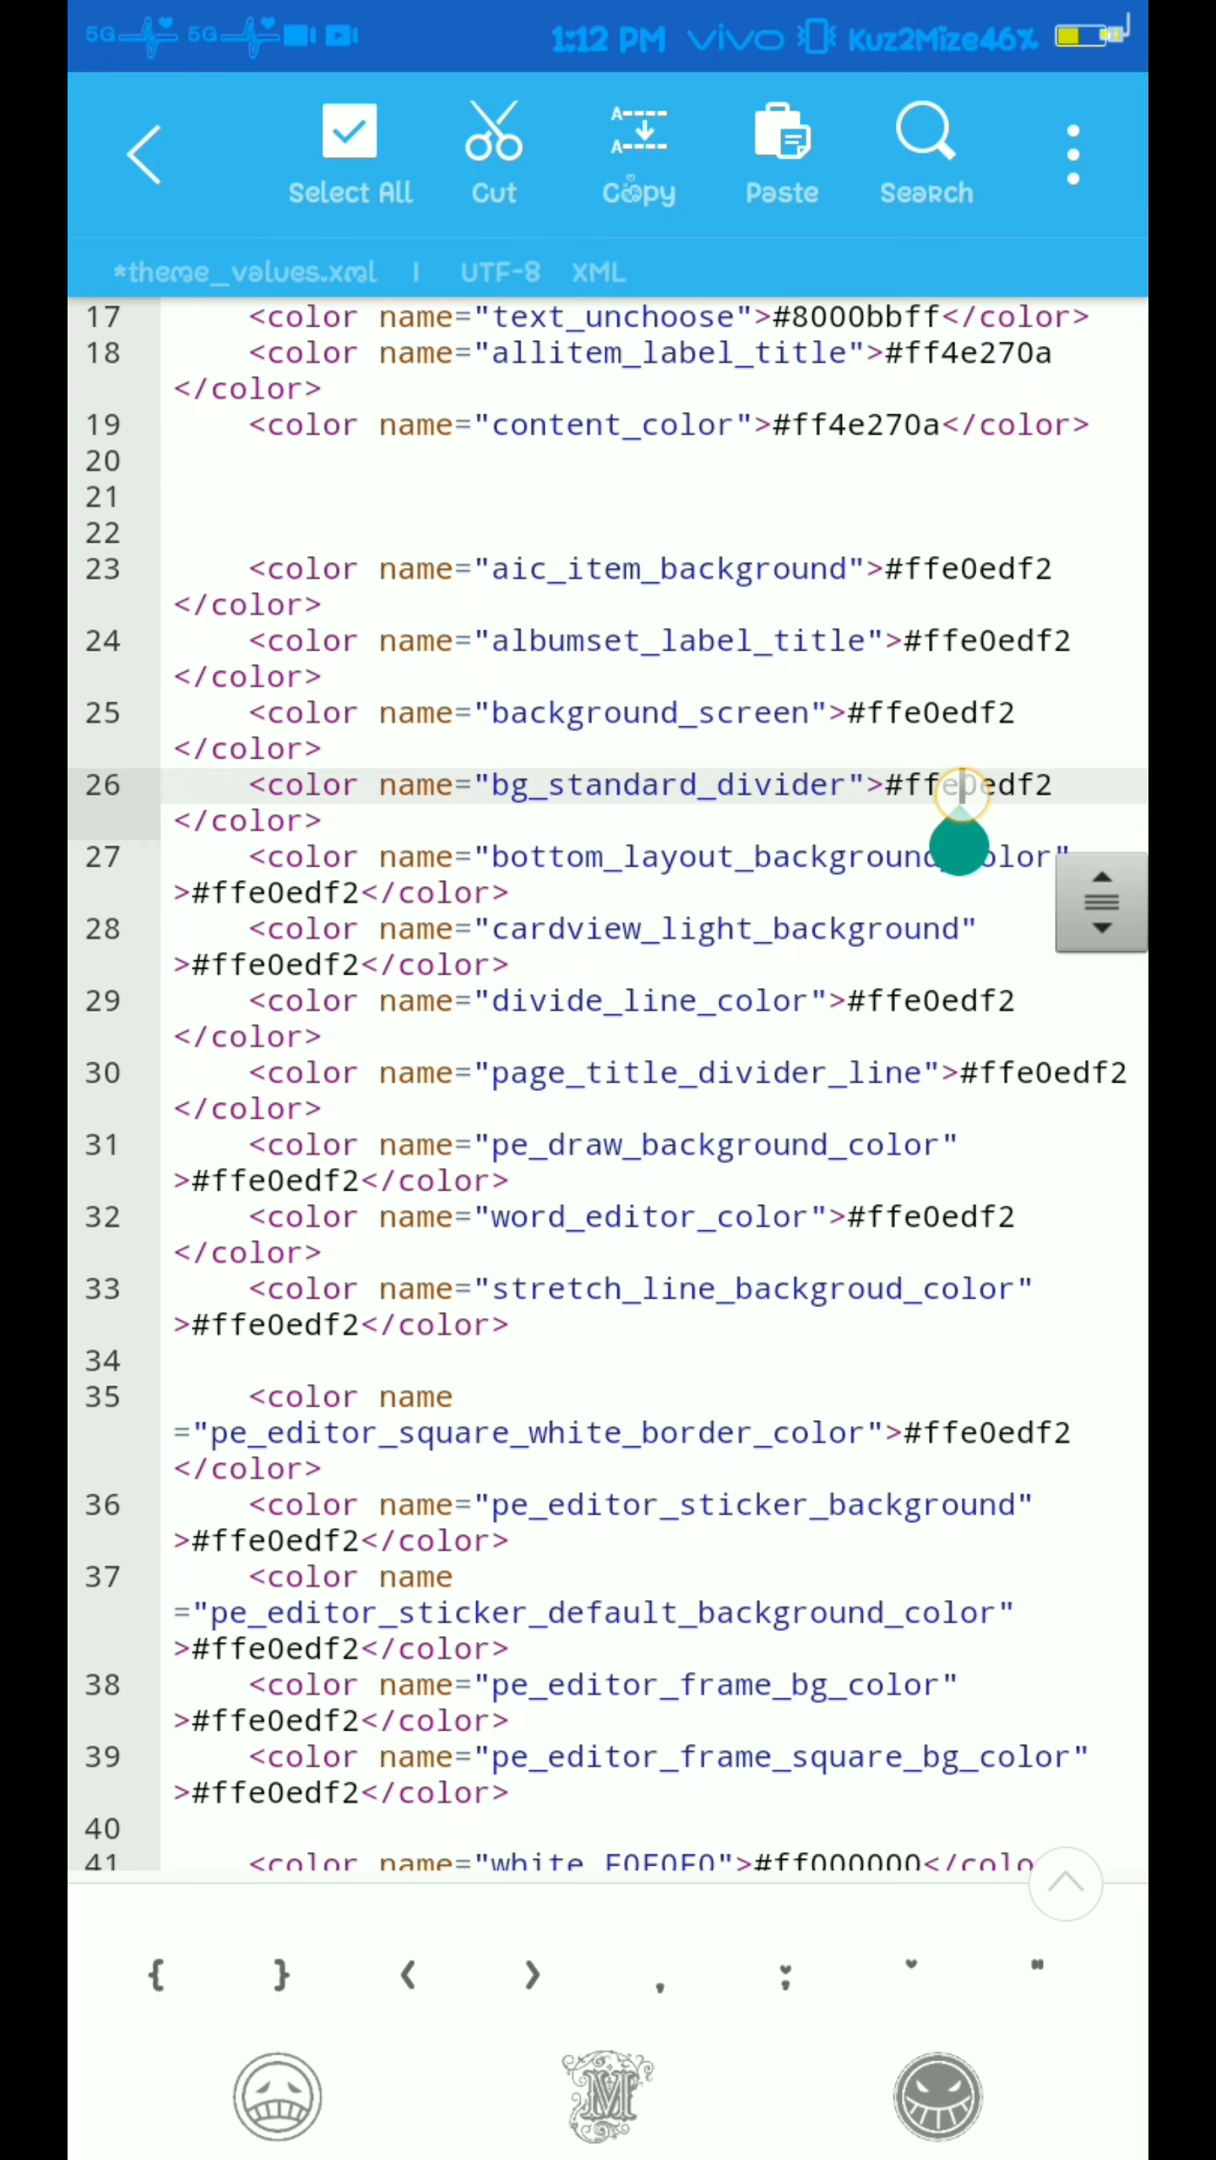 5G 5G 1:12 PM vivo Kuz2Mize46%
Select All Cut Copy Paste Search
*theme_values.xml | UTF-8 XML
17 <color name="text_unchoose">#8000bbff</color>
18 <color name="allitem_label_title">#ff4e270a
</color>
19 <color name="content_color">#ff4e270a</color>
20
21
22
23 <color name="aic_item_background">#ffe0edf2
</color>
24 <color name="albumset_label_title">#ffe0edf2
</color>
25 <color name="background_screen">#ffe0edf2
</color>
26 <color name="bg_standard_divider">#ffe0edf2
</color>
27 <color name="bottom_layout_background_color"
>#ffe0edf2</color>
28 <color name="cardview_light_background"
>#ffe0edf2</color>
29 <color name="divide_line_color">#ffe0edf2
</color>
30 <color name="page_title_divider_line">#ffe0edf2
</color>
31 <color name="pe_draw_background_color"
>#ffe0edf2</color>
32 <color name="word_editor_color">#ffe0edf2
</color>
33 <color name="stretch_line_backgroud_color"
>#ffe0edf2</color>
34
35 <color name
="pe_editor_square_white_border_color">#ffe0edf2
</color>
36 <color name="pe_editor_sticker_background"
>#ffe0edf2</color>
37 <color name
="pe_editor_sticker_default_background_color"
>#ffe0edf2</color>
38 <color name="pe_editor_frame_bg_color"
>#ffe0edf2</color>
39 <color name="pe_editor_frame_square_bg_color"
>#ffe0edf2</color>
40
41 <color name="white_F0F0F0">#ff000000</colo
{ } < > , ; ' "
M